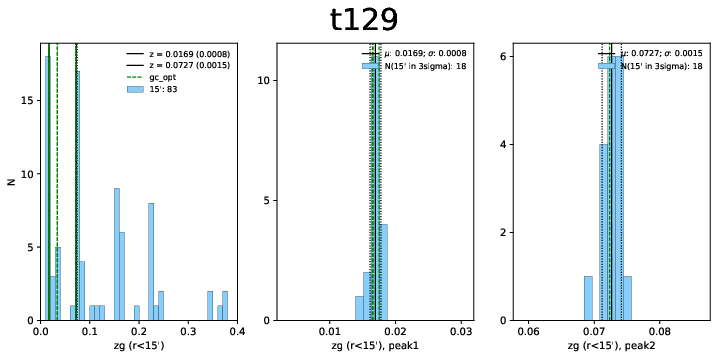 t129
z = 0.0169 (0.0008)
z = 0.0727 (0.0015)
gc_opt
15': 83
N
0
5
10
15
0.0
0.1
0.2
0.3
0.4
zg (r<15')
μ: 0.0169; σ: 0.0008
N(15' in 3sigma): 18
0
5
10
0.01
0.02
0.03
zg (r<15'), peak1
μ: 0.0727; σ: 0.0015
N(15' in 3sigma): 18
0
2
4
6
0.06
0.07
0.08
zg (r<15'), peak2